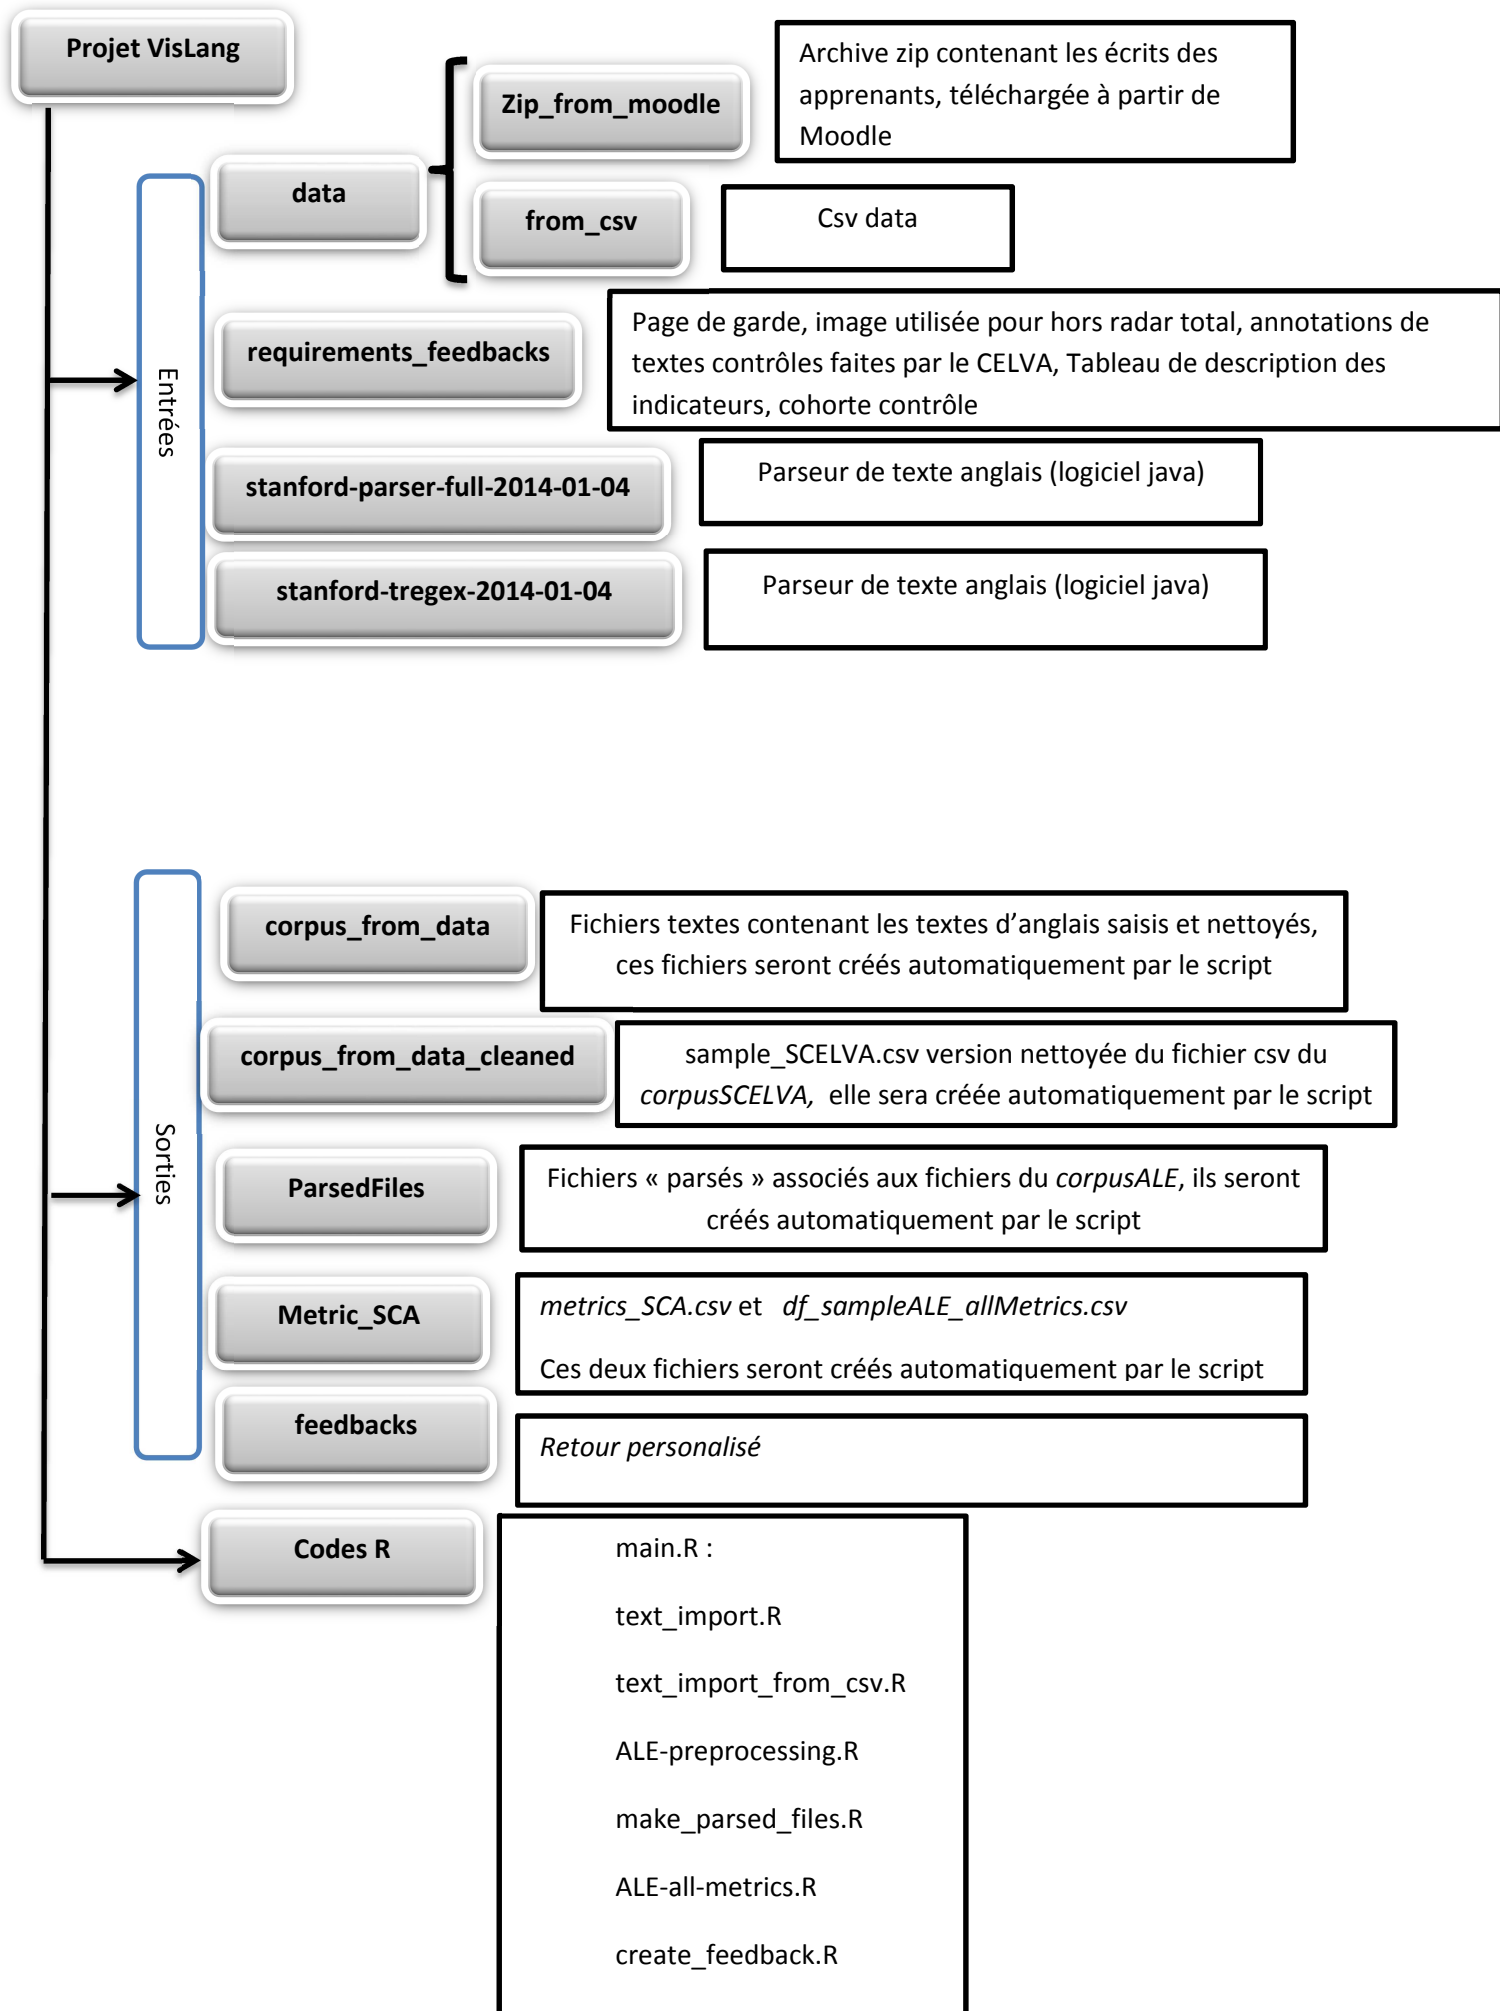 Projet VisLang
Zip_from_moodle
Archive zip contenant les écrits des
apprenants, téléchargée à partir de
Moodle
data
from_csv
Csv data
Entrées
requirements_feedbacks
Page de garde, image utilisée pour hors radar total, annotations de
textes contrôles faites par le CELVA, Tableau de description des
indicateurs, cohorte contrôle
stanford-parser-full-2014-01-04
Parseur de texte anglais (logiciel java)
stanford-tregex-2014-01-04
Parseur de texte anglais (logiciel java)
Sorties
corpus_from_data
Fichiers textes contenant les textes d’anglais saisis et nettoyés,
ces fichiers seront créés automatiquement par le script
corpus_from_data_cleaned
sample_SCELVA.csv version nettoyée du fichier csv du
corpusSCELVA, elle sera créée automatiquement par le script
ParsedFiles
Fichiers « parsés » associés aux fichiers du corpusALE, ils seront
créés automatiquement par le script
Metric_SCA
metrics_SCA.csv et df_sampleALE_allMetrics.csv
Ces deux fichiers seront créés automatiquement par le script
feedbacks
Retour personalisé
Codes R
main.R :
text_import.R
text_import_from_csv.R
ALE-preprocessing.R
make_parsed_files.R
ALE-all-metrics.R
create_feedback.R